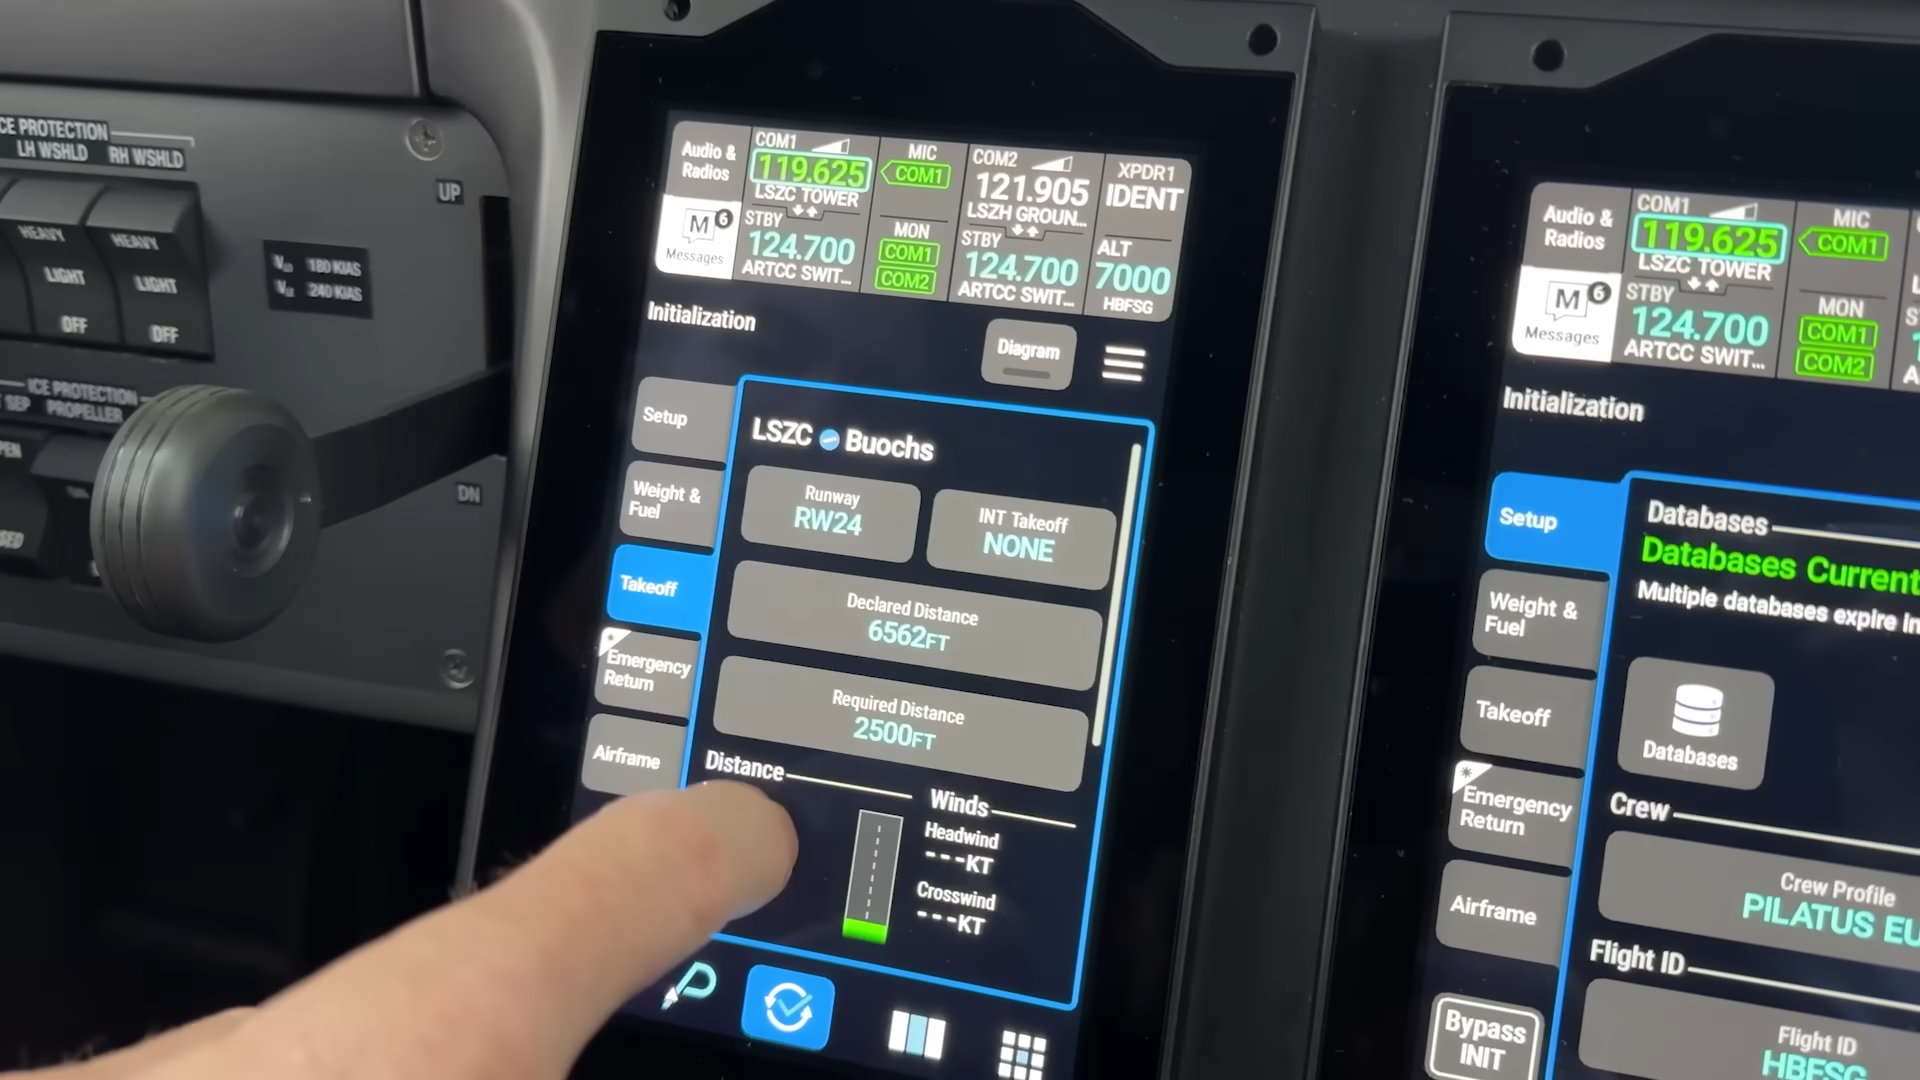 ICE PROTECTION
LH WSHLD RH WSHLD
HEAVY HEAVY
LIGHT LIGHT
OFF OFF
180 KIAS
240 KIAS
UP
ICE PROTECTION
SEP PROPELLER
DN
Audio &
Radios
COM1
119.625
LSZC TOWER
STBY
124.700
ARTCC SWIT...
MIC
COM1
MON
COM1
COM2
COM2
121.905
LSZH GROUN...
STBY
124.700
ARTCC SWIT...
XPDR1
IDENT
ALT
7000
HBFSG
M 6
Messages
Initialization
Diagram
Setup
Weight &
Fuel
Takeoff
Emergency
Return
Airframe
LSZC Buochs
Runway
RW24
INT Takeoff
NONE
Declared Distance
6562FT
Required Distance
2500FT
Distance
Winds
Headwind
---KT
Crosswind
---KT
Audio &
Radios
COM1
119.625
LSZC TOWER
STBY
124.700
ARTCC SWIT...
MIC
COM1
MON
COM1
COM2
M 6
Messages
Initialization
Setup
Weight &
Fuel
Takeoff
Emergency
Return
Airframe
Bypass
INIT
Databases
Databases Current
Multiple databases expire in
Databases
Crew
Crew Profile
PILATUS EU
Flight ID
Flight ID
HBFSG